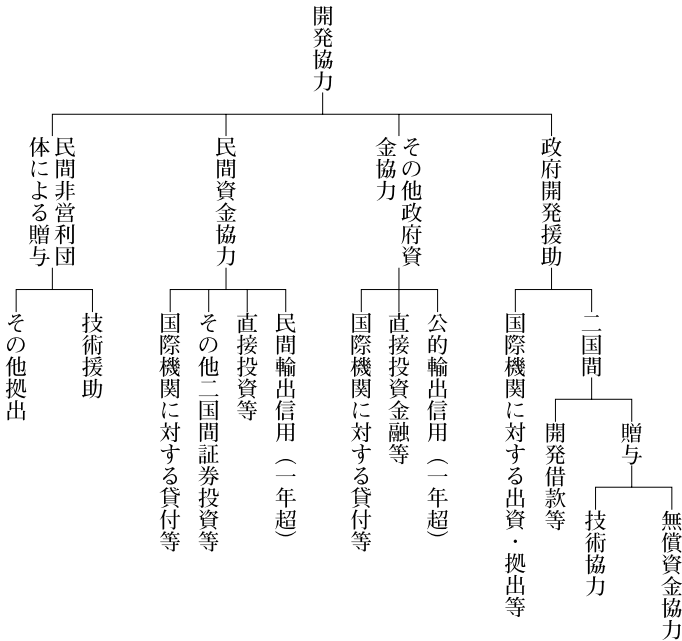 開発協力
政府開発援助
二国間
贈与
無償資金協力
技術協力
開発借款等
国際機関に対する出資・拠出等
その他政府資
金協力
公的輸出信用（一年超）
直接投資金融等
国際機関に対する貸付等
民間資金協力
民間輸出信用（一年超）
直接投資等
その他二国間証券投資等
国際機関に対する貸付等
民間非営利団
体による贈与
技術援助
その他拠出